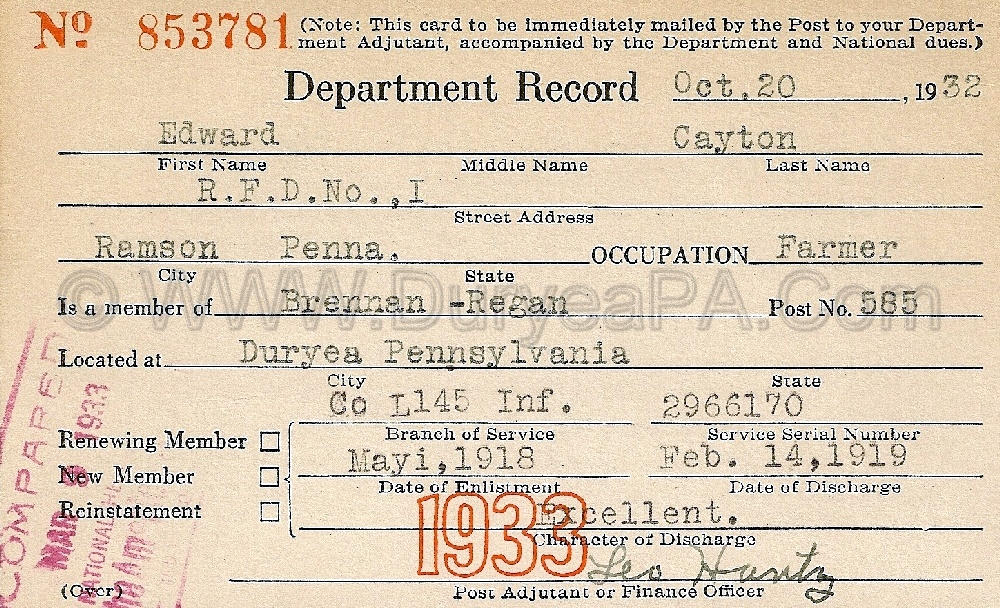 No 853781 (Note: This card to be immediately mailed by the Post to your Depart-
ment Adjutant, accompanied by the Department and National dues.)
Department Record Oct.20 , 1932
Edward Cayton
First Name Middle Name Last Name
R.F.D.No.,I
Street Address
Ramson Penna. OCCUPATION Farmer
City State
© WWW.DuryeaPA.Com
Is a member of Brennan -Regan Post No. 585
Located at Duryea Pennsylvania
City State
Co L145 Inf. 2966170
Renewing Member Branch of Service Service Serial Number
New Member Mayi,1918 Feb. 14,1919
Date of Enlistment Date of Discharge
Reinstatement Excellent.
1933
Character of Discharge
Leo Hantz
(Over) Post Adjutant or Finance Officer
COMPARED
MAR 1933
NATIONAL